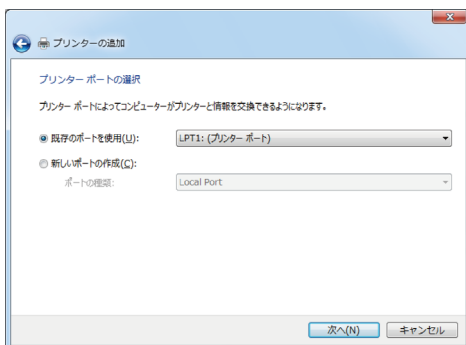 プリンターの追加
プリンター ポートの選択
プリンター ポートによってコンピューターがプリンターと情報を交換できるようになります。
既存のポートを使用(U): LPT1: (プリンター ポート)
新しいポートの作成(C):
ポートの種類: Local Port
次へ(N) キャンセル